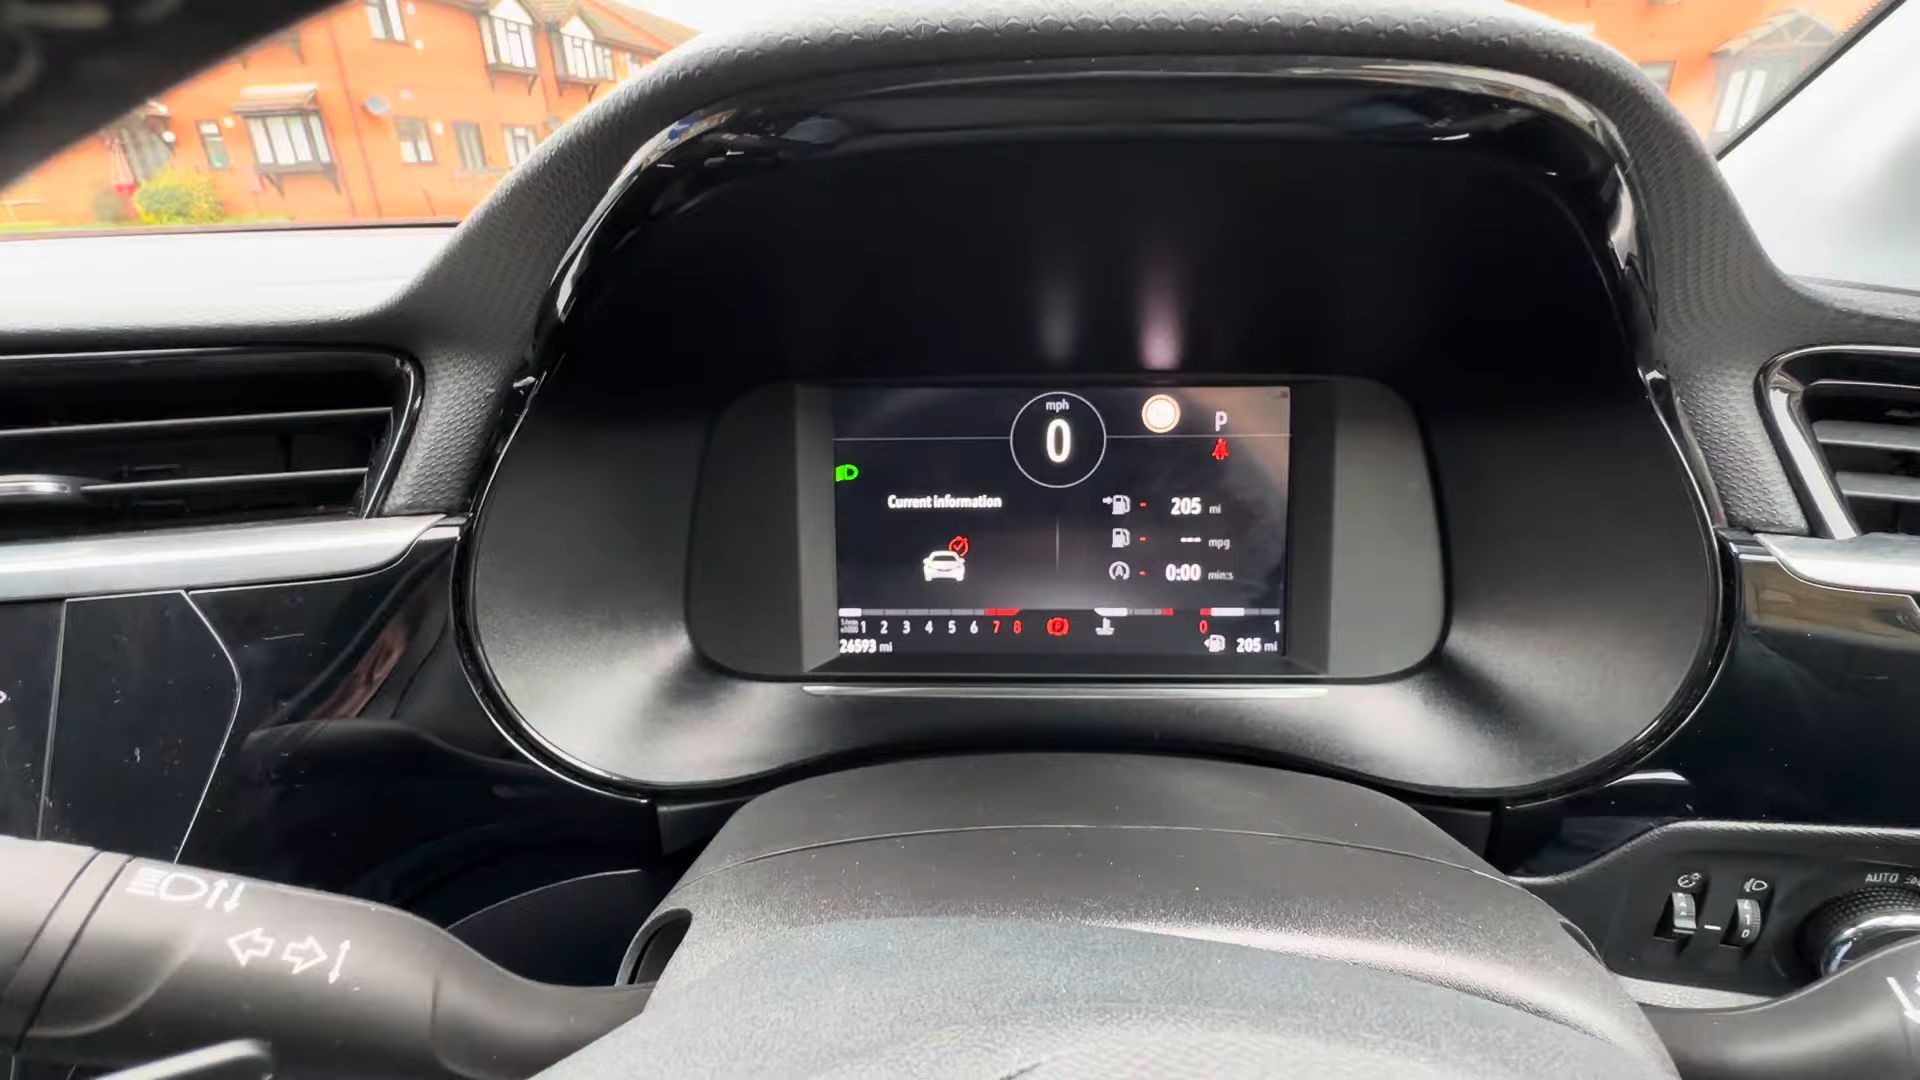 mph
0
P
Current information
205 mi
--- mpg
0:00 min:s
1 2 3 4 5 6 7 8
P
0 1
26593 mi
205 mi
AUTO